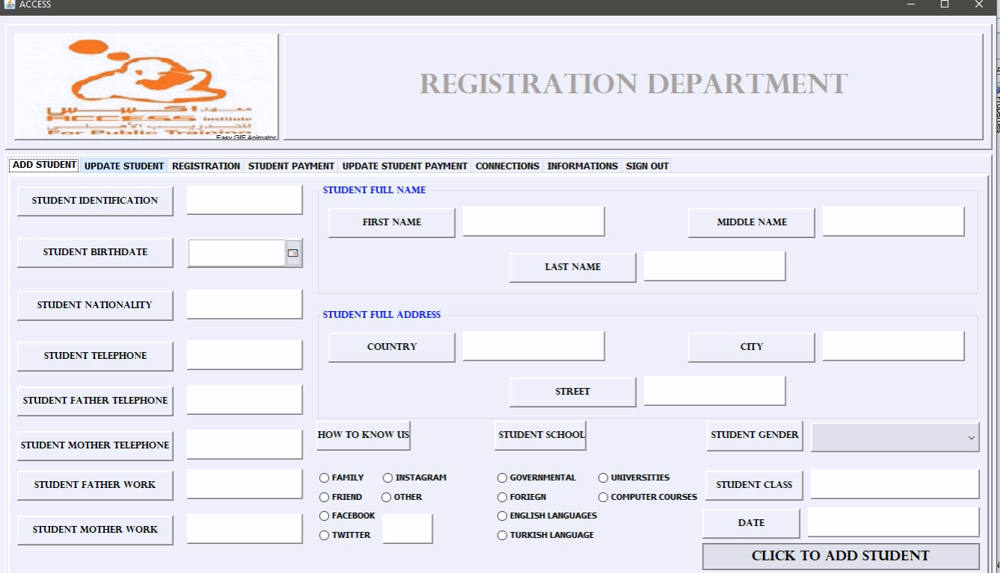 ACCESS
معهد اكسس
ACCESS institute
للتدريب الأهلي
For Public Training
Easy GIF Animator
REGISTRATION DEPARTMENT
ADD STUDENT UPDATE STUDENT REGISTRATION STUDENT PAYMENT UPDATE STUDENT PAYMENT CONNECTIONS INFORMATIONS SIGN OUT
STUDENT IDENTIFICATION
STUDENT BIRTHDATE
STUDENT NATIONALITY
STUDENT TELEPHONE
STUDENT FATHER TELEPHONE
STUDENT MOTHER TELEPHONE
STUDENT FATHER WORK
STUDENT MOTHER WORK
STUDENT FULL NAME
FIRST NAME MIDDLE NAME
LAST NAME
STUDENT FULL ADDRESS
COUNTRY CITY
STREET
HOW TO KNOW US
FAMILY INSTAGRAM
FRIEND OTHER
FACEBOOK
TWITTER
STUDENT SCHOOL
GOVERNMENTAL UNIVERSITIES
FORIEGN COMPUTER COURSES
ENGLISH LANGUAGES
TURKISH LANGUAGE
STUDENT GENDER
STUDENT CLASS
DATE
CLICK TO ADD STUDENT